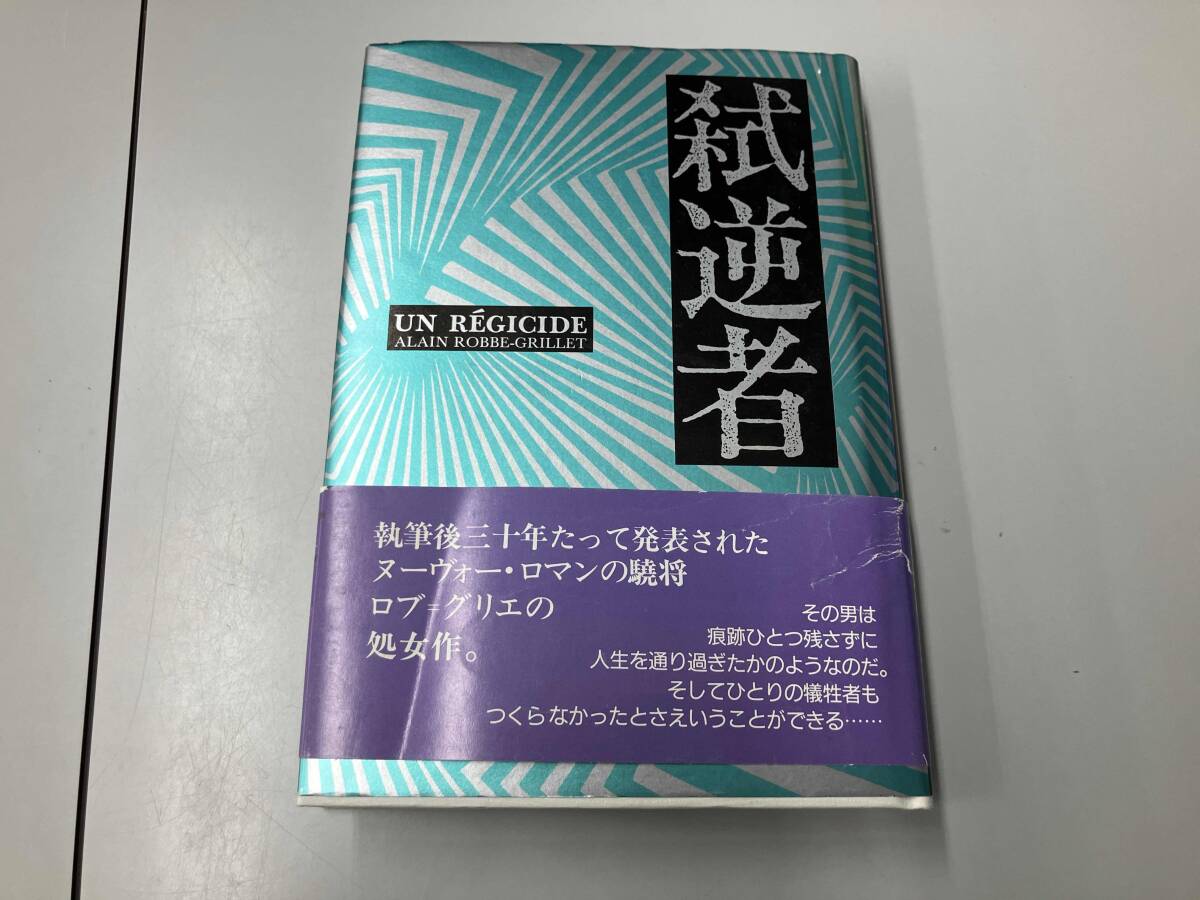 弑逆者
UN RÉGICIDE
ALAIN ROBBE-GRILLET
執筆後三十年たって発表された
ヌーヴォー・ロマンの驍将
ロブ=グリエの
処女作。
その男は
痕跡ひとつ残さずに
人生を通り過ぎたかのようなのだ。
そしてひとりの犠牲者も
つくらなかったとさえいうことができる……